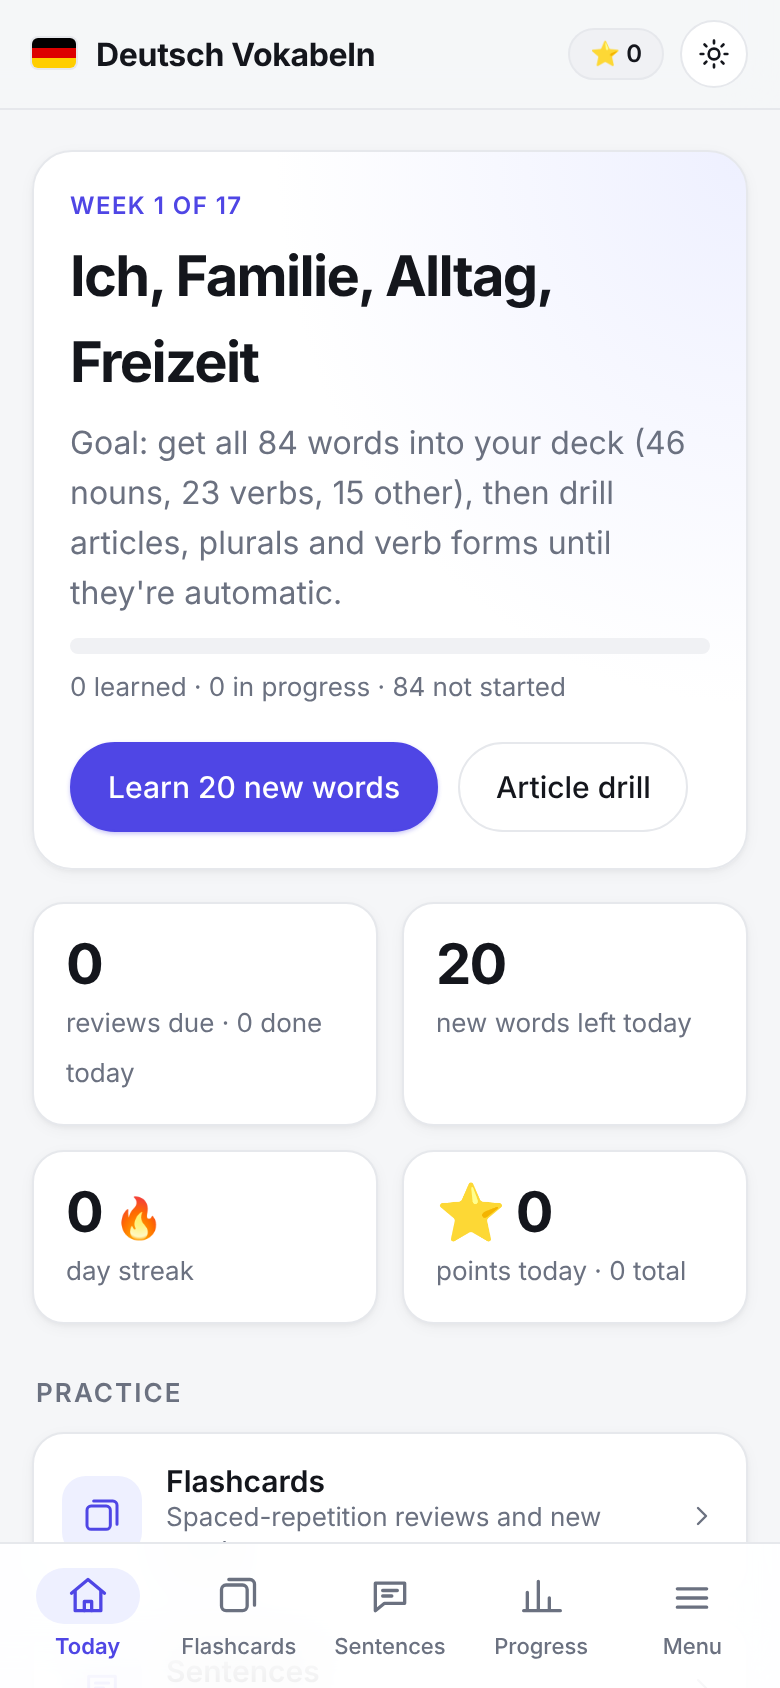 Deutsch Vokabeln
⭐ 0
WEEK 1 OF 17
Ich, Familie, Alltag,
Freizeit
Goal: get all 84 words into your deck (46
nouns, 23 verbs, 15 other), then drill
articles, plurals and verb forms until
they're automatic.
0 learned · 0 in progress · 84 not started
Learn 20 new words
Article drill
0
reviews due · 0 done
today
20
new words left today
0 🔥
day streak
⭐ 0
points today · 0 total
PRACTICE
Flashcards
Spaced-repetition reviews and new
Today
Flashcards
Sentences
Progress
Menu
Sentences